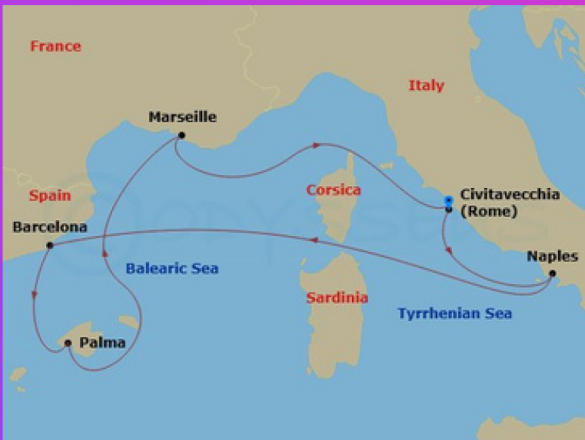 France
Italy
Marseille
Spain
Corsica
Civitavecchia
(Rome)
Barcelona
Naples
Balearic Sea
Sardinia
Tyrrhenian Sea
Palma